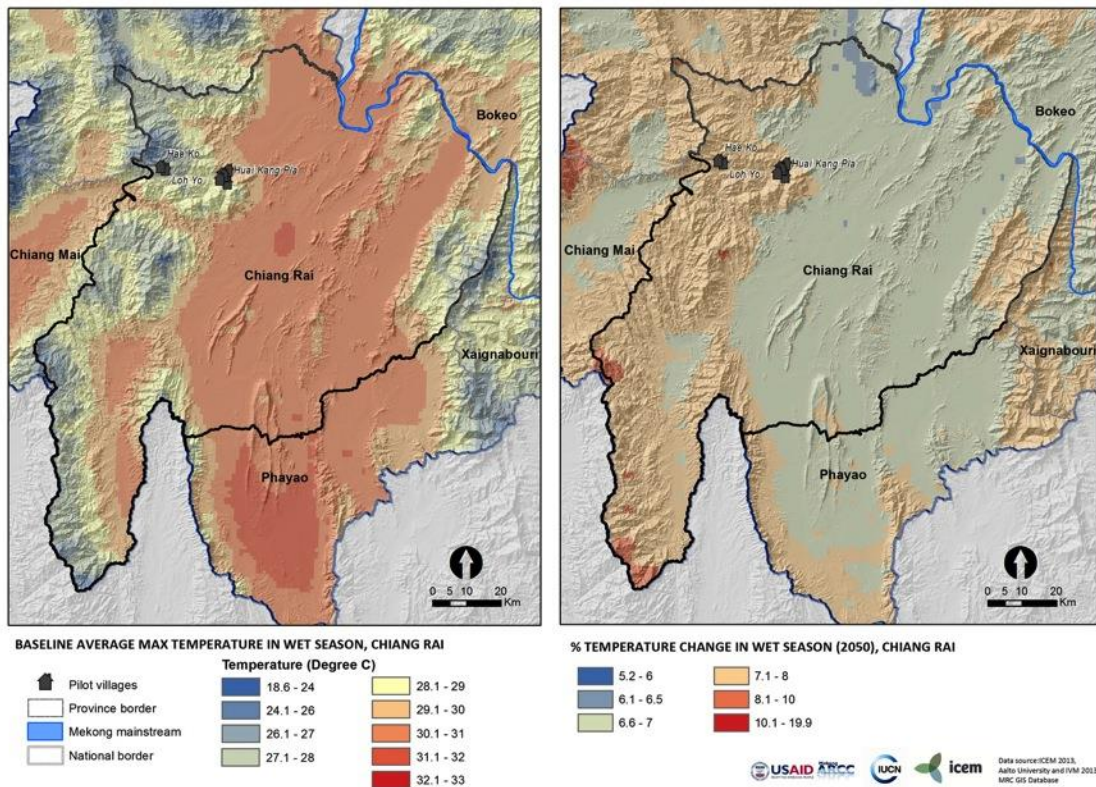 Bokeo
Hae Ko
Loh Yo
Huai Kang Pla
Chiang Mai
Chiang Rai
Xaignabouri
Phayao
0 5 10 20
Km
Bokeo
Hae Ko
Loh Yo
Huai Kang Pla
Chiang Mai
Chiang Rai
Xaignabouri
Phayao
0 5 10 20
Km
BASELINE AVERAGE MAX TEMPERATURE IN WET SEASON, CHIANG RAI
Temperature (Degree C)
Pilot villages
Province border
Mekong mainstream
National border
18.6 - 24
24.1 - 26
26.1 - 27
27.1 - 28
28.1 - 29
29.1 - 30
30.1 - 31
31.1 - 32
32.1 - 33
% TEMPERATURE CHANGE IN WET SEASON (2050), CHIANG RAI
5.2 - 6
6.1 - 6.5
6.6 - 7
7.1 - 8
8.1 - 10
10.1 - 19.9
USAID
ARCC
IUCN
icem
Data source:ICEM 2013,
Aalto University and IVM 2013
MRC GIS Database